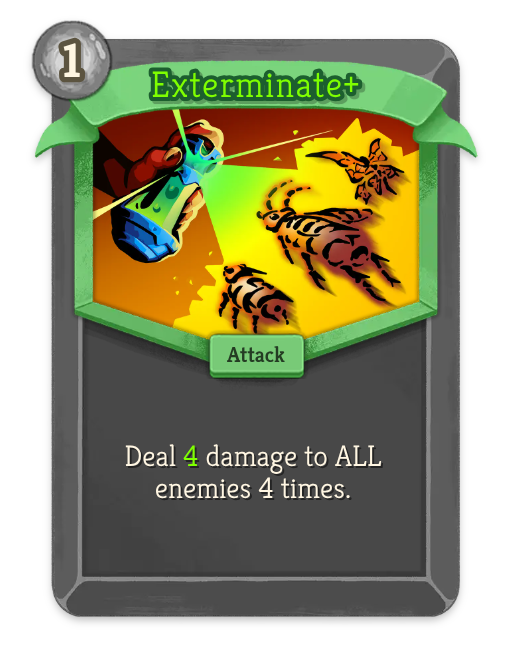 1
Exterminate+
Attack
Deal 4 damage to ALL
enemies 4 times.